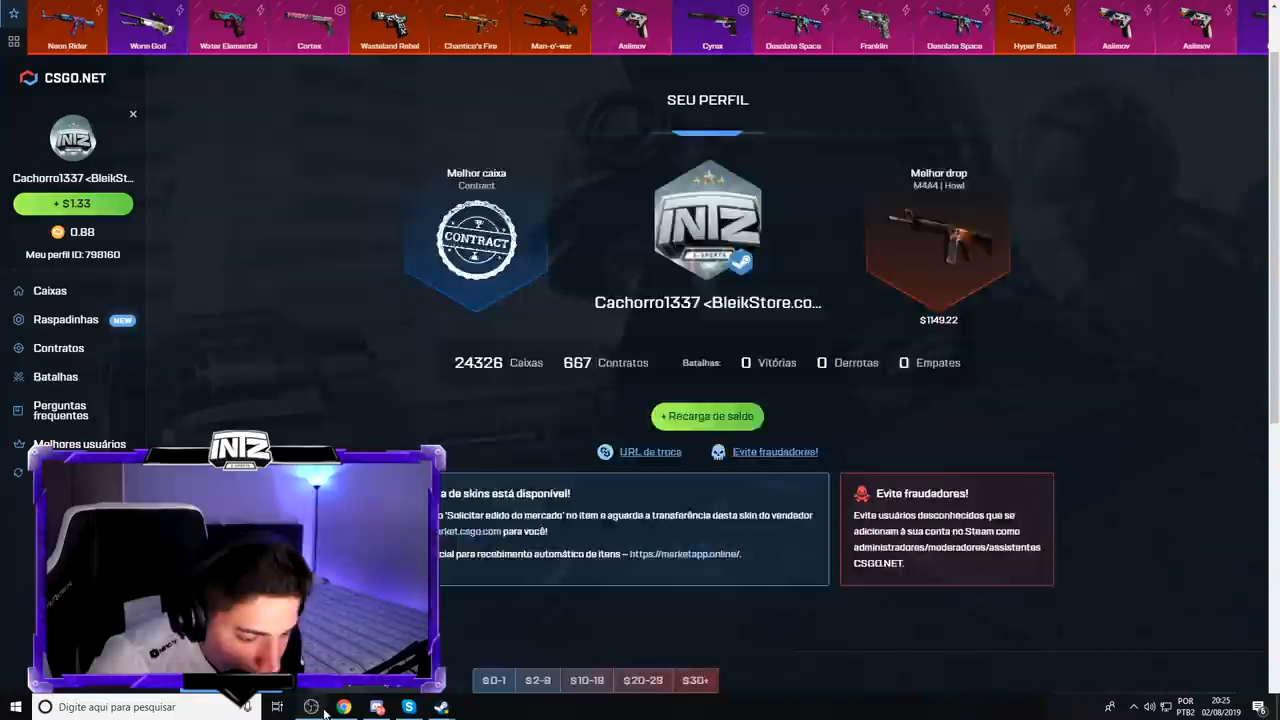 Neon Rider
Worm God
Water Elemental
Cortex
Wasteland Rebel
Chantico's Fire
Man-o'-war
Asiimov
Cyrex
Desolate Space
Franklin
Desolate Space
Hyper Beast
Asiimov
Asiimov
CSGO.NET
Cachorro1337 <BleikSt...
+ $1.33
0.88
Meu perfil ID: 798160
Caixas
Raspadinhas NEW
Contratos
Batalhas
Perguntas
frequentes
Melhores usuários
SEU PERFIL
Melhor caixa
Contract
CONTRACT
INTZ
E-SPORTS
Melhor drop
M4A4 | Howl
$1149.22
Cachorro1337 <BleikStore.co...
24326 Caixas 667 Contratos Batalhas: 0 Vitórias 0 Derrotas 0 Empates
+ Recarga de saldo
URL de troca Evite fraudadores!
a de skins está disponível!
o 'Solicitar edido do mercado' no item e aguarde a transferência desta skin do vendedor
rket.csgo.com para você!
cial para recebimento automático de itens – https://marketapp.online/.
Evite fraudadores!
Evite usuários desconhecidos que se
adicionam à sua conta no Steam como
administradores/moderadores/assistentes
CSGO.NET.
INTZ
E-SPORTS
$0-1 $2-9 $10-19 $20-29 $30+
Digite aqui para pesquisar
POR
PTB2
20:25
02/08/2019
6